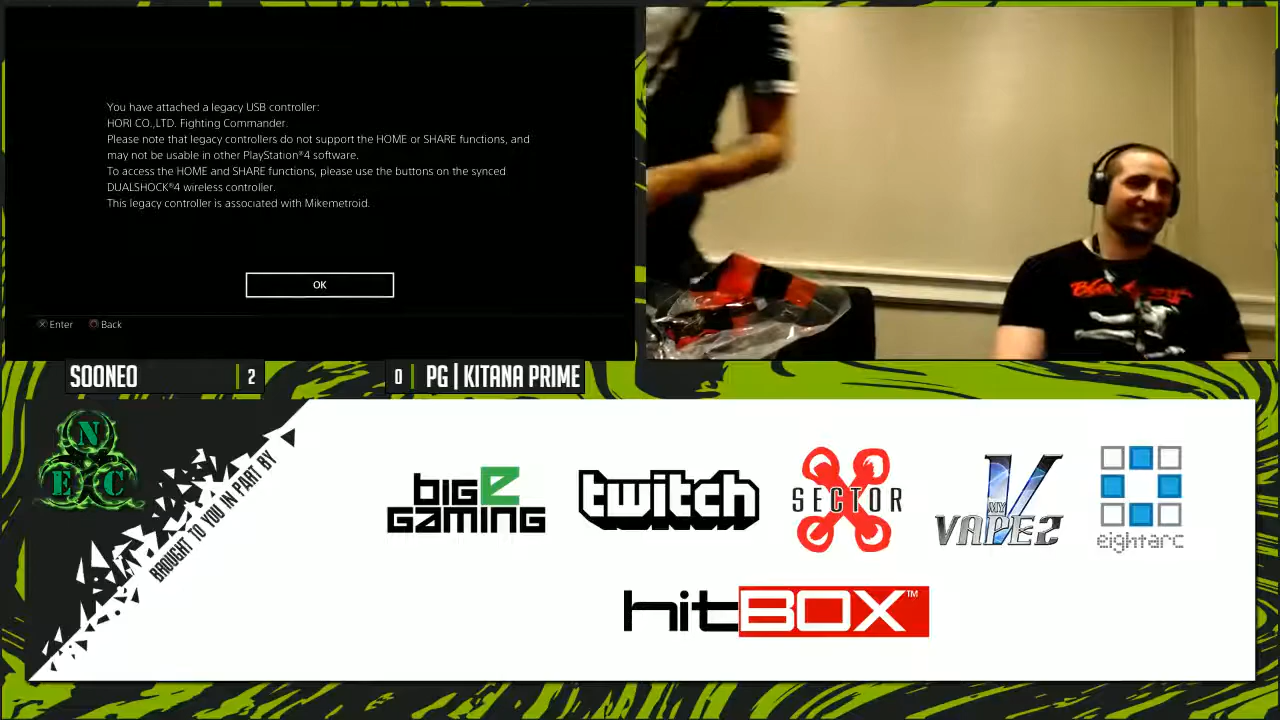 You have attached a legacy USB controller:
HORI CO.,LTD. Fighting Commander.
Please note that legacy controllers do not support the HOME or SHARE functions, and
may not be usable in other PlayStation®4 software.
To access the HOME and SHARE functions, please use the buttons on the synced
DUALSHOCK®4 wireless controller.
This legacy controller is associated with Mikemetroid.
OK
Enter Back
SOONEO 2
0 PG | KITANA PRIME
N
E C
BROUGHT TO YOU IN PART BY
BIG E
GAMING
twitch
SECTOR
MY
VAPEZ
eightarc
hitBOX™